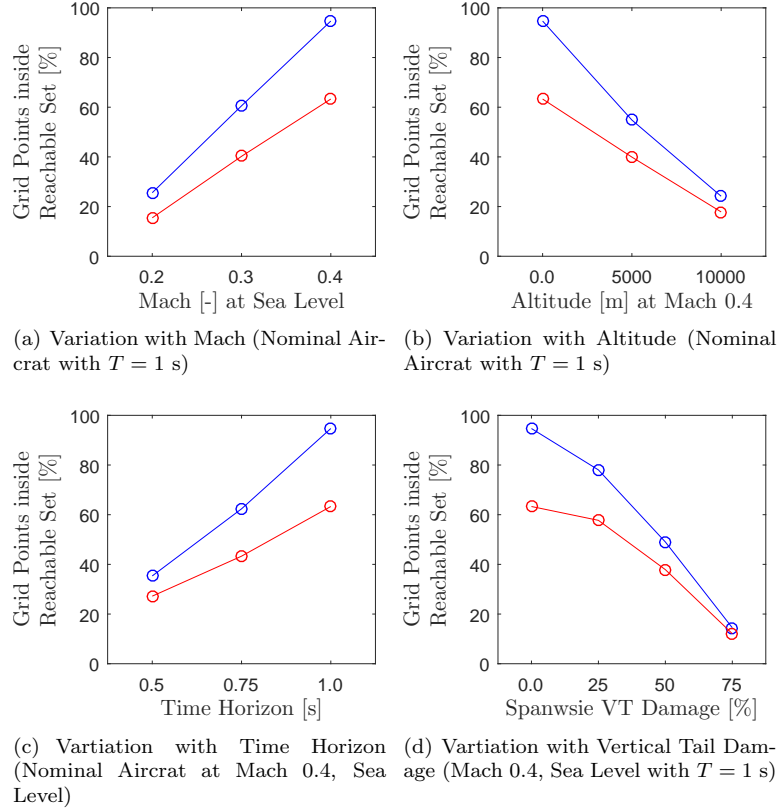 Grid Points inside
Reachable Set [%]
100
80
60
40
20
0
0.2
0.3
0.4
Mach [-] at Sea Level
(a) Variation with Mach (Nominal Air-
crat with T = 1 s)
Grid Points inside
Reachable Set [%]
100
80
60
40
20
0
0.0
5000
10000
Altitude [m] at Mach 0.4
(b) Variation with Altitude (Nominal
Aircrat with T = 1 s)
Grid Points inside
Reachable Set [%]
100
80
60
40
20
0
0.5
0.75
1.0
Time Horizon [s]
(c) Vartiation with Time Horizon
(Nominal Aircrat at Mach 0.4, Sea
Level)
Grid Points inside
Reachable Set [%]
100
80
60
40
20
0
0.0
25
50
75
Spanwsie VT Damage [%]
(d) Vartiation with Vertical Tail Dam-
age (Mach 0.4, Sea Level with T = 1 s)